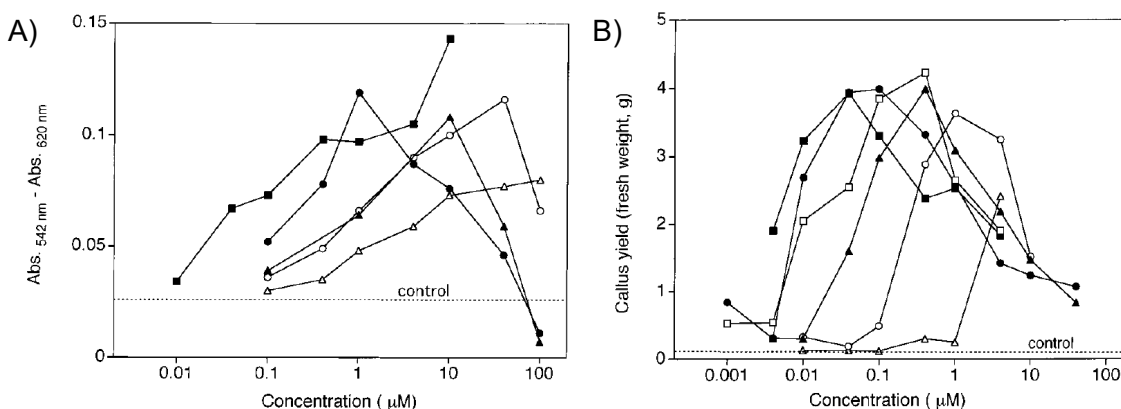 A)
0.15
0.1
0.05
0
Abs. 542 nm - Abs. 620 nm
control
0.01 0.1 1 10 100
Concentration ( μM)
B)
5
4
3
2
1
0
Callus yield (fresh weight, g)
control
0.001 0.01 0.1 1 10 100
Concentration ( μM)